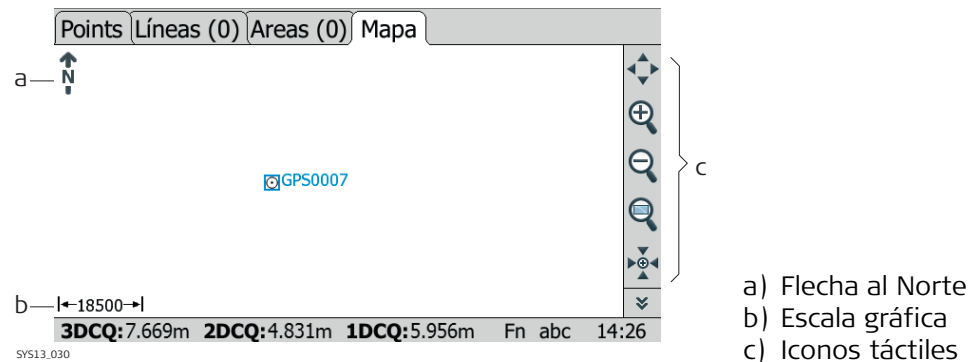 Points Líneas (0) Areas (0) Mapa
a
N
GPS0007
c
b
18500
3DCQ:7.669m 2DCQ:4.831m 1DCQ:5.956m Fn abc 14:26
SYS13_030
a) Flecha al Norte
b) Escala gráfica
c) Iconos táctiles